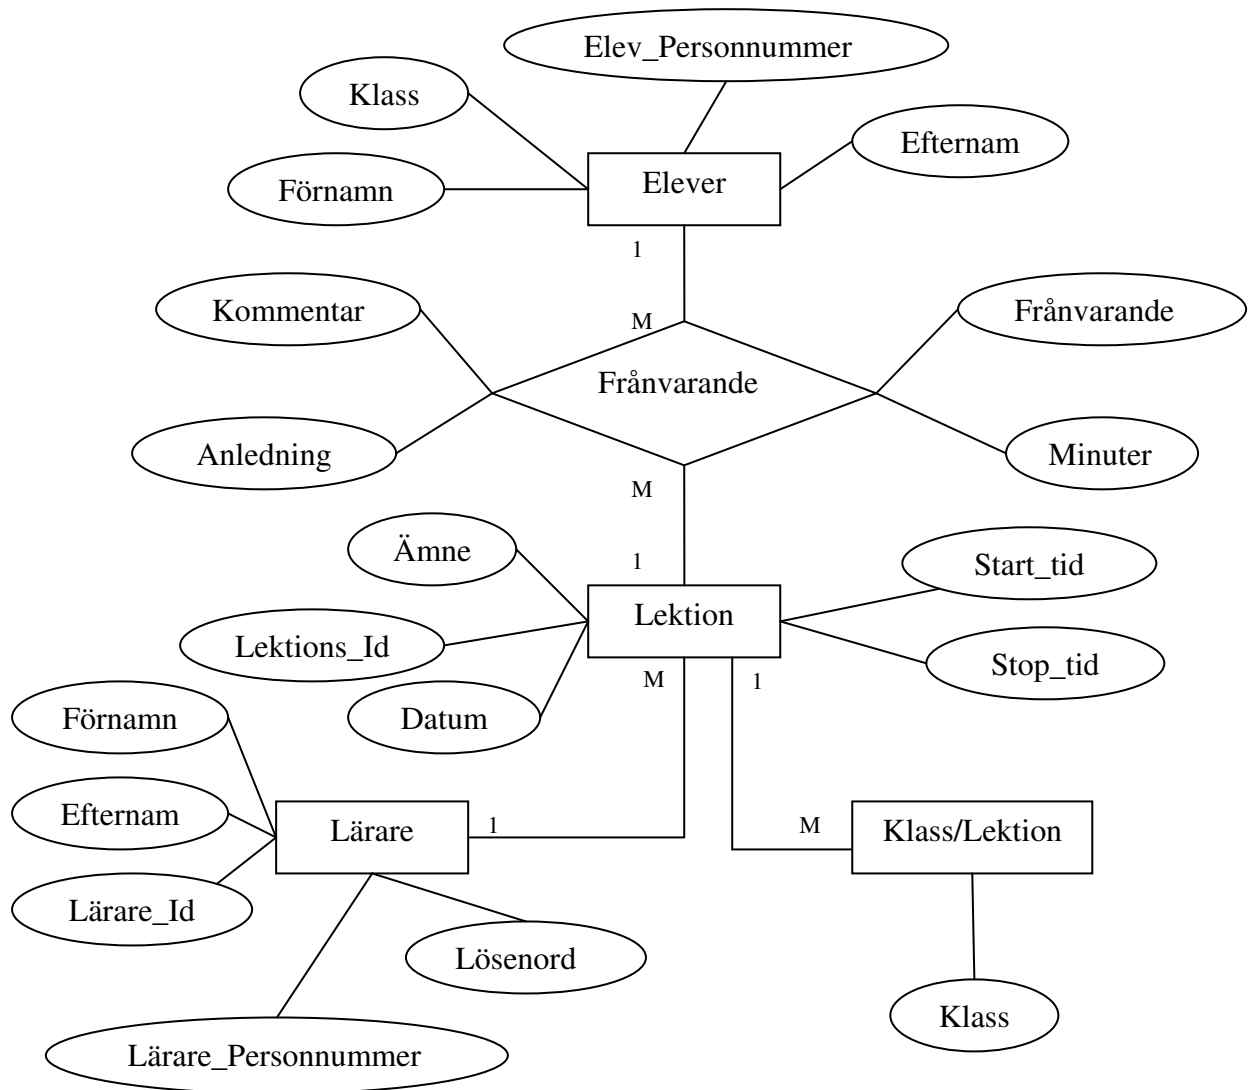 Elev_Personnummer
Klass
Efternam
Förnamn
Elever
1
Kommentar
Frånvarande
M
Frånvarande
Anledning
Minuter
M
Ämne
1
Start_tid
Lektion
Lektions_Id
Stop_tid
M
1
Datum
Förnamn
Efternam
Lärare
1
M
Klass/Lektion
Lärare_Id
Lösenord
Klass
Lärare_Personnummer